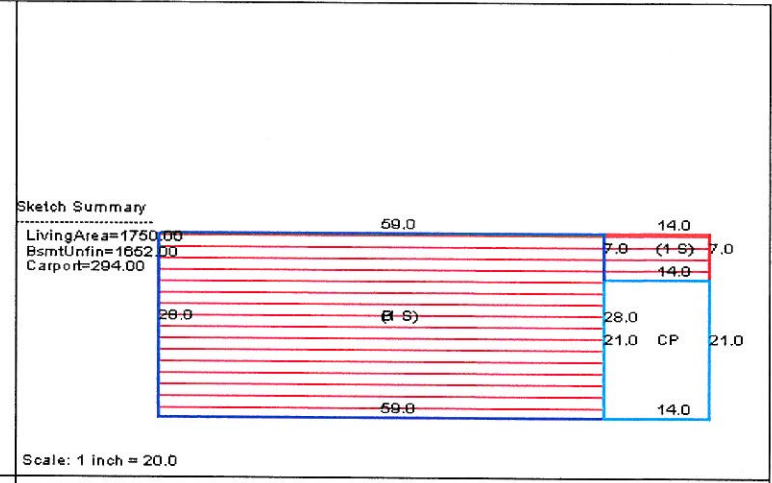 Sketch Summary
LivingArea=1750.00
BsmtUnfin=1652.00
Carport=294.00
59.0
14.0
7.0 (1 S) 7.0
14.0
28.0
S)
28.0
21.0 CP 21.0
59.0
14.0
Scale: 1 inch = 20.0